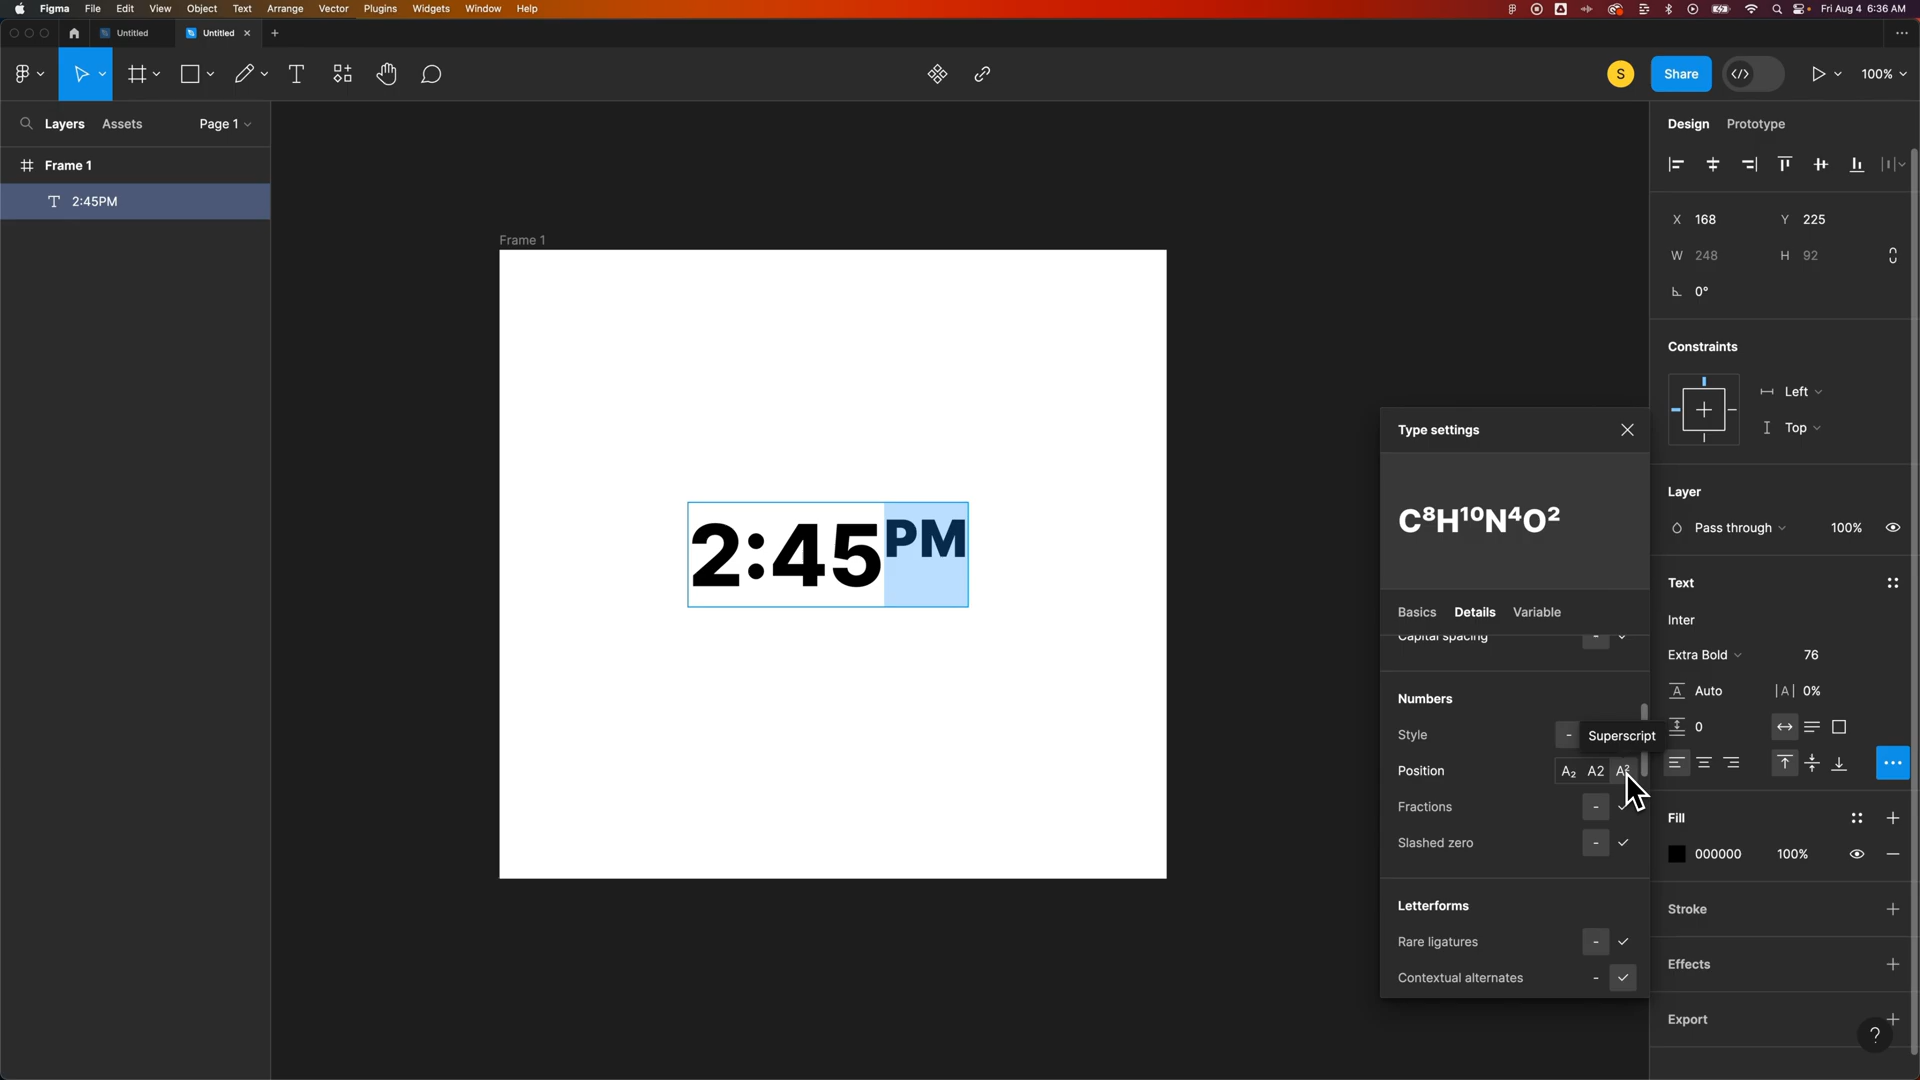 Figma File Edit View Object Text Arrange Vector Plugins Widgets Window Help Fri Aug 4 6:36 AM
Untitled Untitled
S Share 100%
Layers Assets Page 1
Frame 1
2:45PM
Frame 1
2:45PM
Type settings
C⁸H¹⁰N⁴O²
Basics Details Variable
Capital spacing -
Numbers
Style -
Superscript
Position A₂ A2 A²
Fractions -
Slashed zero -
Letterforms
Rare ligatures -
Contextual alternates -
Design Prototype
X 168 Y 225
W 248 H 92
0°
Constraints
Left
Top
Layer
Pass through 100%
Text
Inter
Extra Bold 76
A Auto |A| 0%
0
Fill
000000 100%
Stroke
Effects
Export
?